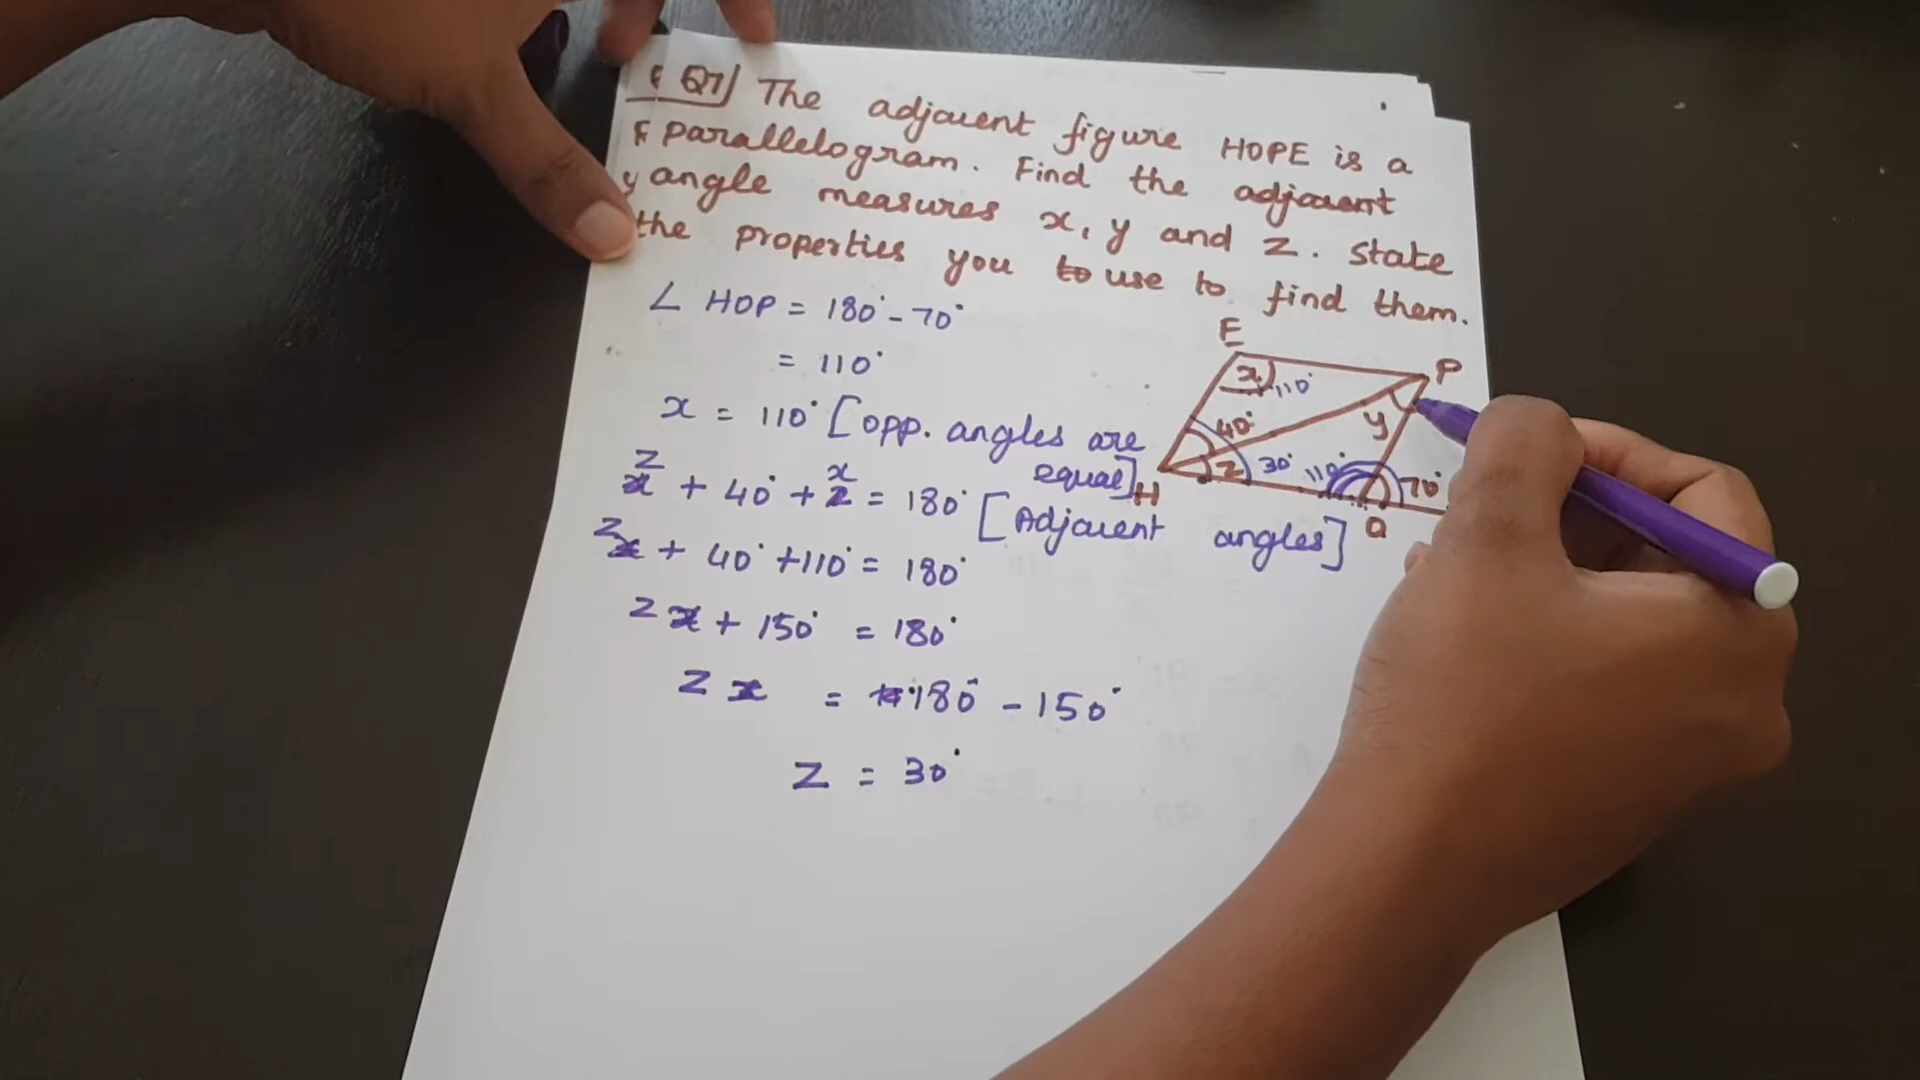 Q7] The adjacent figure HOPE is a
parallelogram. Find the adjacent
angle measures x, y and z. State
the properties you to use to find them.
∠ HOP = 180° - 70°
= 110°
x = 110° [opp. angles are
equal]
z + 40° + x = 180° [Adjacent angles]
z + 40° + 110° = 180°
z + 150° = 180°
z = 180° - 150°
z = 30°
E
P
x 110°
40°
y
z 30° 110° 70°
H
O